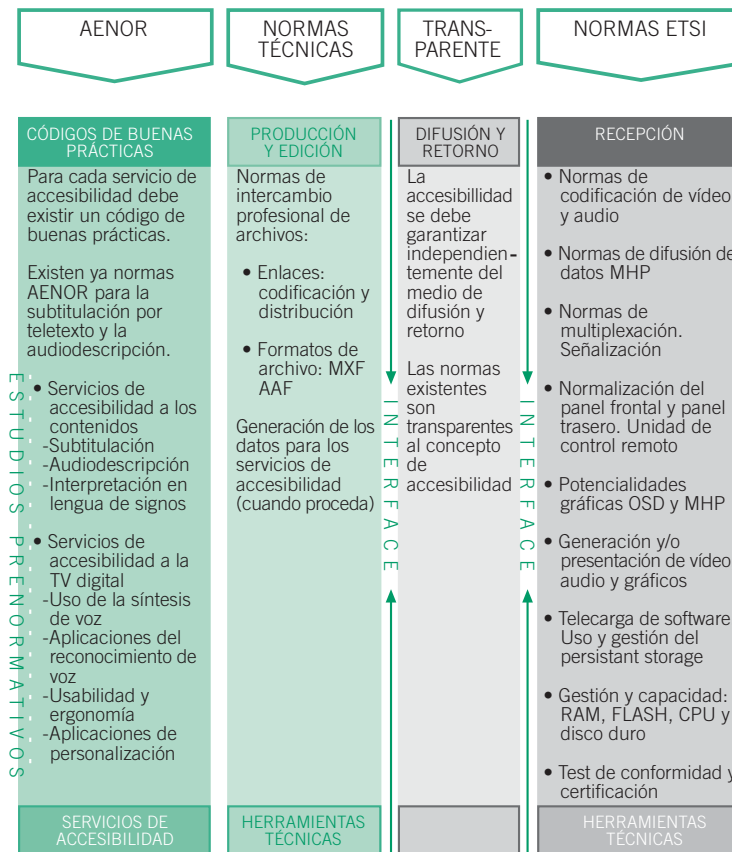 AENOR
CÓDIGOS DE BUENAS
PRÁCTICAS
Para cada servicio de
accesibilidad debe
existir un código de
buenas prácticas.
Existen ya normas
AENOR para la
subtitulación por
teletexto y la
audiodescripción.
• Servicios de
accesibilidad a los
contenidos
-Subtitulación
-Audiodescripción
-Interpretación en
lengua de signos
• Servicios de
accesibilidad a la
TV digital
-Uso de la síntesis
de voz
-Aplicaciones del
reconocimiento de
voz
-Usabilidad y
ergonomía
-Aplicaciones de
personalización
ESTUDIOS PRENORMATIVOS
SERVICIOS DE
ACCESIBILIDAD
NORMAS
TÉCNICAS
PRODUCCIÓN
Y EDICIÓN
Normas de
intercambio
profesional de
archivos:
• Enlaces:
codificación y
distribución
• Formatos de
archivo: MXF
AAF
Generación de los
datos para los
servicios de
accesibilidad
(cuando proceda)
HERRAMIENTAS
TÉCNICAS
INTERFACE
TRANS-
PARENTE
DIFUSIÓN Y
RETORNO
La
accesibillidad
se debe
garantizar
independien-
temente del
medio de
difusión y
retorno
Las normas
existentes
son
transparentes
al concepto
de
accesibilidad
INTERFACE
NORMAS ETSI
RECEPCIÓN
• Normas de
codificación de vídeo
y audio
• Normas de difusión de
datos MHP
• Normas de
multiplexación.
Señalización
• Normalización del
panel frontal y panel
trasero. Unidad de
control remoto
• Potencialidades
gráficas OSD y MHP
• Generación y/o
presentación de vídeo
audio y gráficos
• Telecarga de software
Uso y gestión del
persistant storage
• Gestión y capacidad:
RAM, FLASH, CPU y
disco duro
• Test de conformidad y
certificación
HERRAMIENTAS
TÉCNICAS